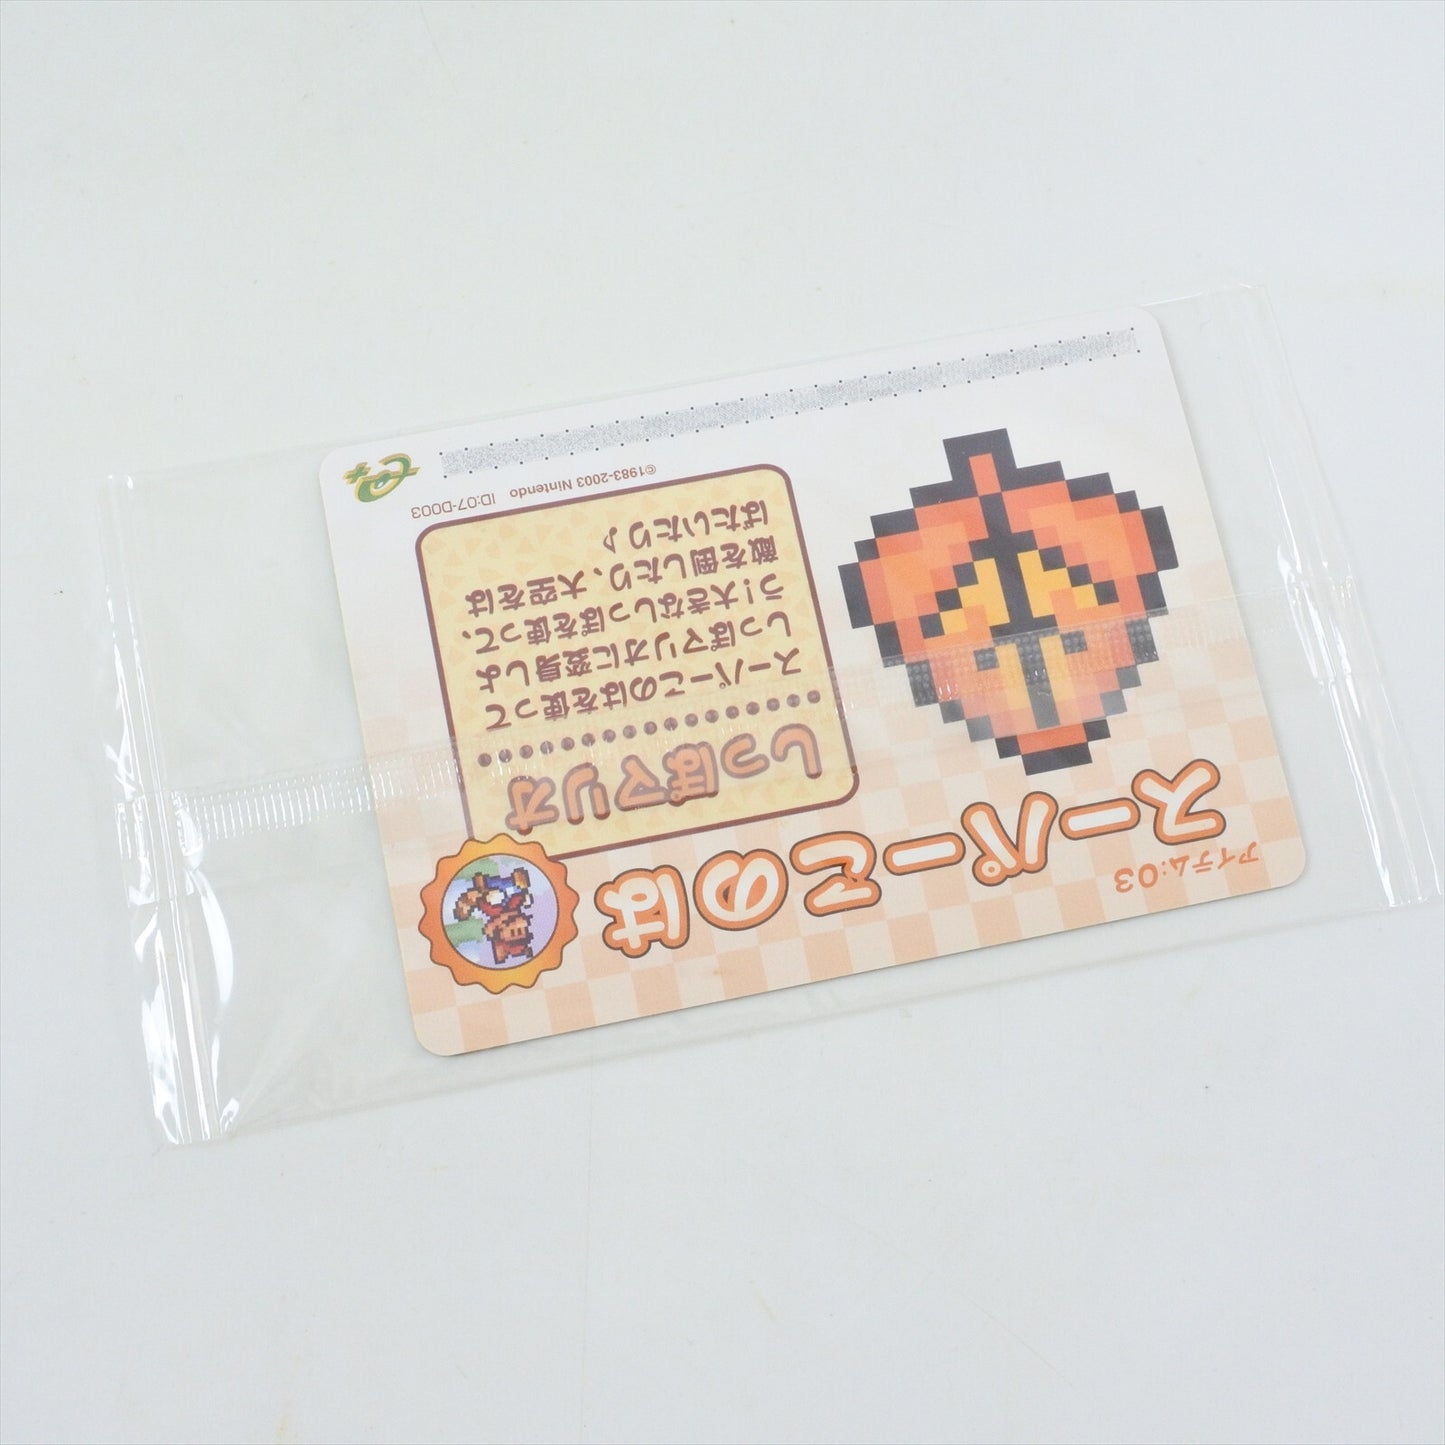 アイテム:03
スーパーこのは
しっぽマリオ
スーパーこのはを使って
しっぽマリオに変身しよ
う!大きなしっぽを使って、
敵を倒したり、大空をは
ばたいたり♪
©1983-2003 Nintendo ID:07-D003
e+